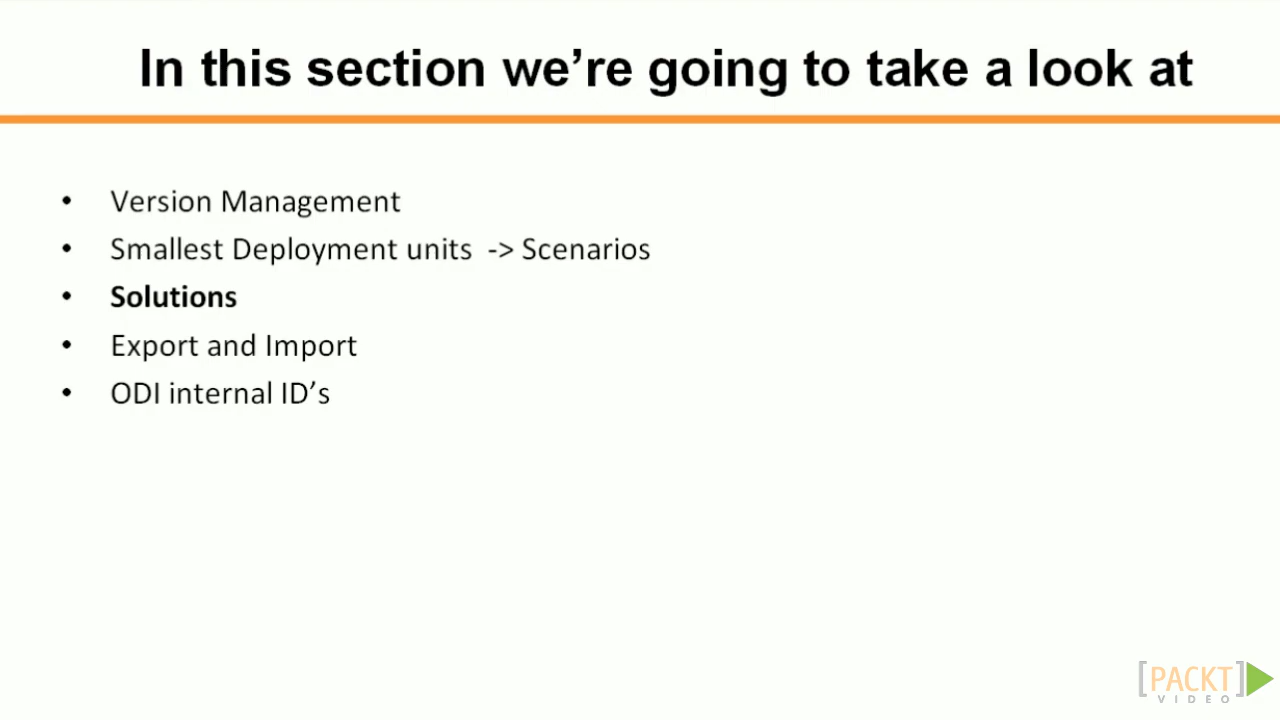 In this section we’re going to take a look at
• Version Management
• Smallest Deployment units -> Scenarios
• Solutions
• Export and Import
• ODI internal ID’s
[PACKT]
VIDEO